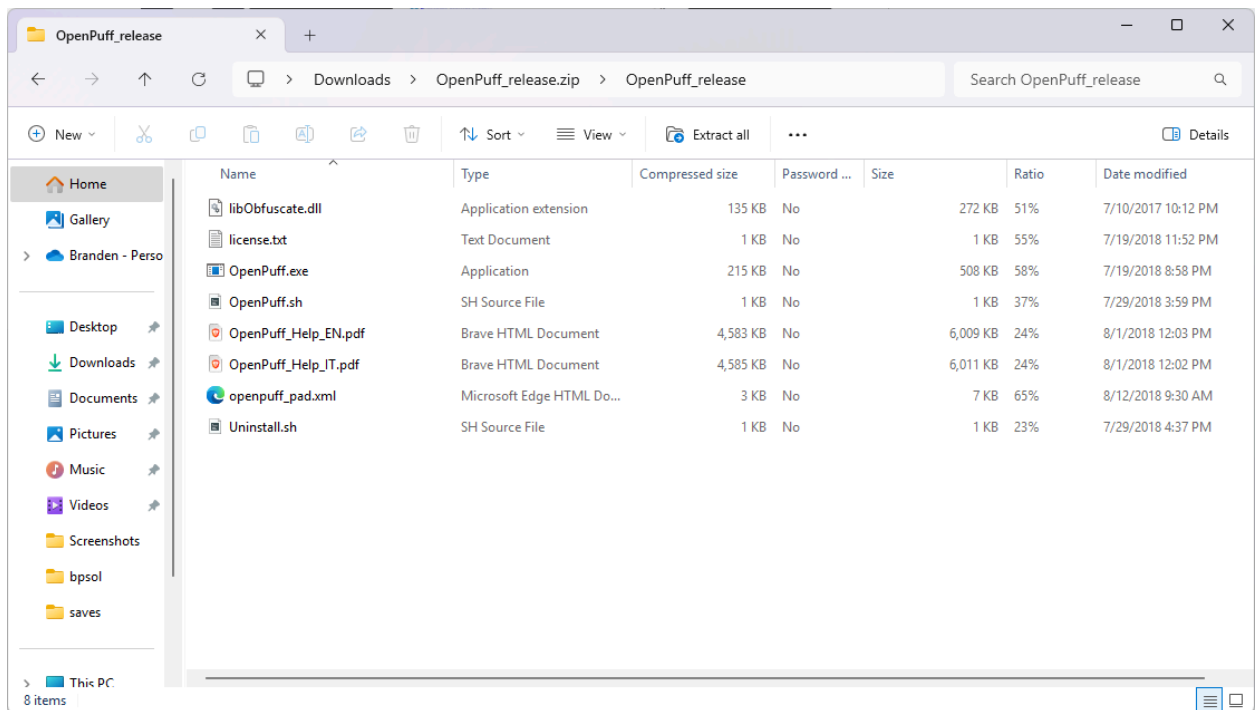 OpenPuff_release
Downloads > OpenPuff_release.zip > OpenPuff_release
Search OpenPuff_release
New
Sort
View
Extract all
Details
Home
Gallery
Branden - Perso
Desktop
Downloads
Documents
Pictures
Music
Videos
Screenshots
bpsol
saves
This PC
Name Type Compressed size Password ... Size Ratio Date modified
libObfuscate.dll Application extension 135 KB No 272 KB 51% 7/10/2017 10:12 PM
license.txt Text Document 1 KB No 1 KB 55% 7/19/2018 11:52 PM
OpenPuff.exe Application 215 KB No 508 KB 58% 7/19/2018 8:58 PM
OpenPuff.sh SH Source File 1 KB No 1 KB 37% 7/29/2018 3:59 PM
OpenPuff_Help_EN.pdf Brave HTML Document 4,583 KB No 6,009 KB 24% 8/1/2018 12:03 PM
OpenPuff_Help_IT.pdf Brave HTML Document 4,585 KB No 6,011 KB 24% 8/1/2018 12:02 PM
openpuff_pad.xml Microsoft Edge HTML Do... 3 KB No 7 KB 65% 8/12/2018 9:30 AM
Uninstall.sh SH Source File 1 KB No 1 KB 23% 7/29/2018 4:37 PM
8 items